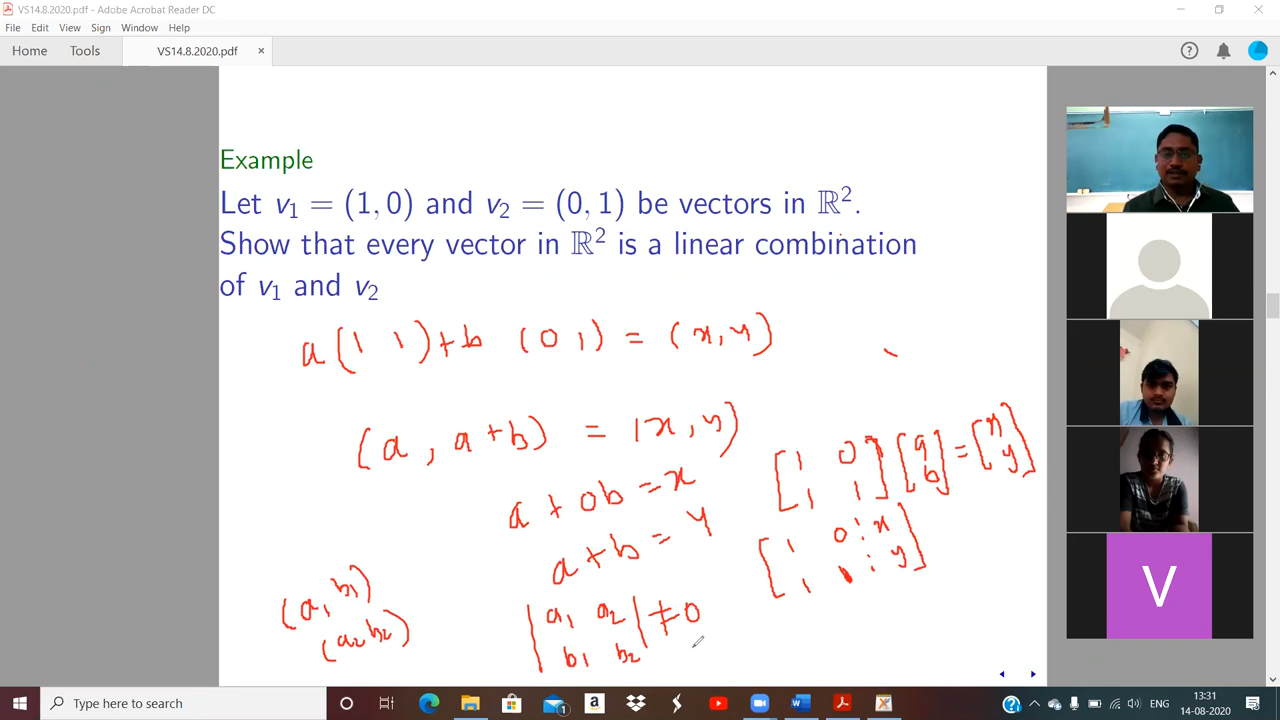 VS14.8.2020.pdf - Adobe Acrobat Reader DC
File Edit View Sign Window Help
Home Tools VS14.8.2020.pdf ×
Example
Let v₁ = (1, 0) and v₂ = (0, 1) be vectors in ℝ².
Show that every vector in ℝ² is a linear combination
of v₁ and v₂
a(1 1)+b (0 1) = (x,y)
(a, a+b) = (x,y)
[1 0
1 1] [a
b] = [x
y]
a + 0b = x
a+b = y
[1 0 ⋮ x
1 1 ⋮ y]
(a₁ b₁)
(a₂ b₂)
|a₁ a₂
b₁ b₂| ≠ 0
V
Type here to search
1
ENG
13:31
14-08-2020